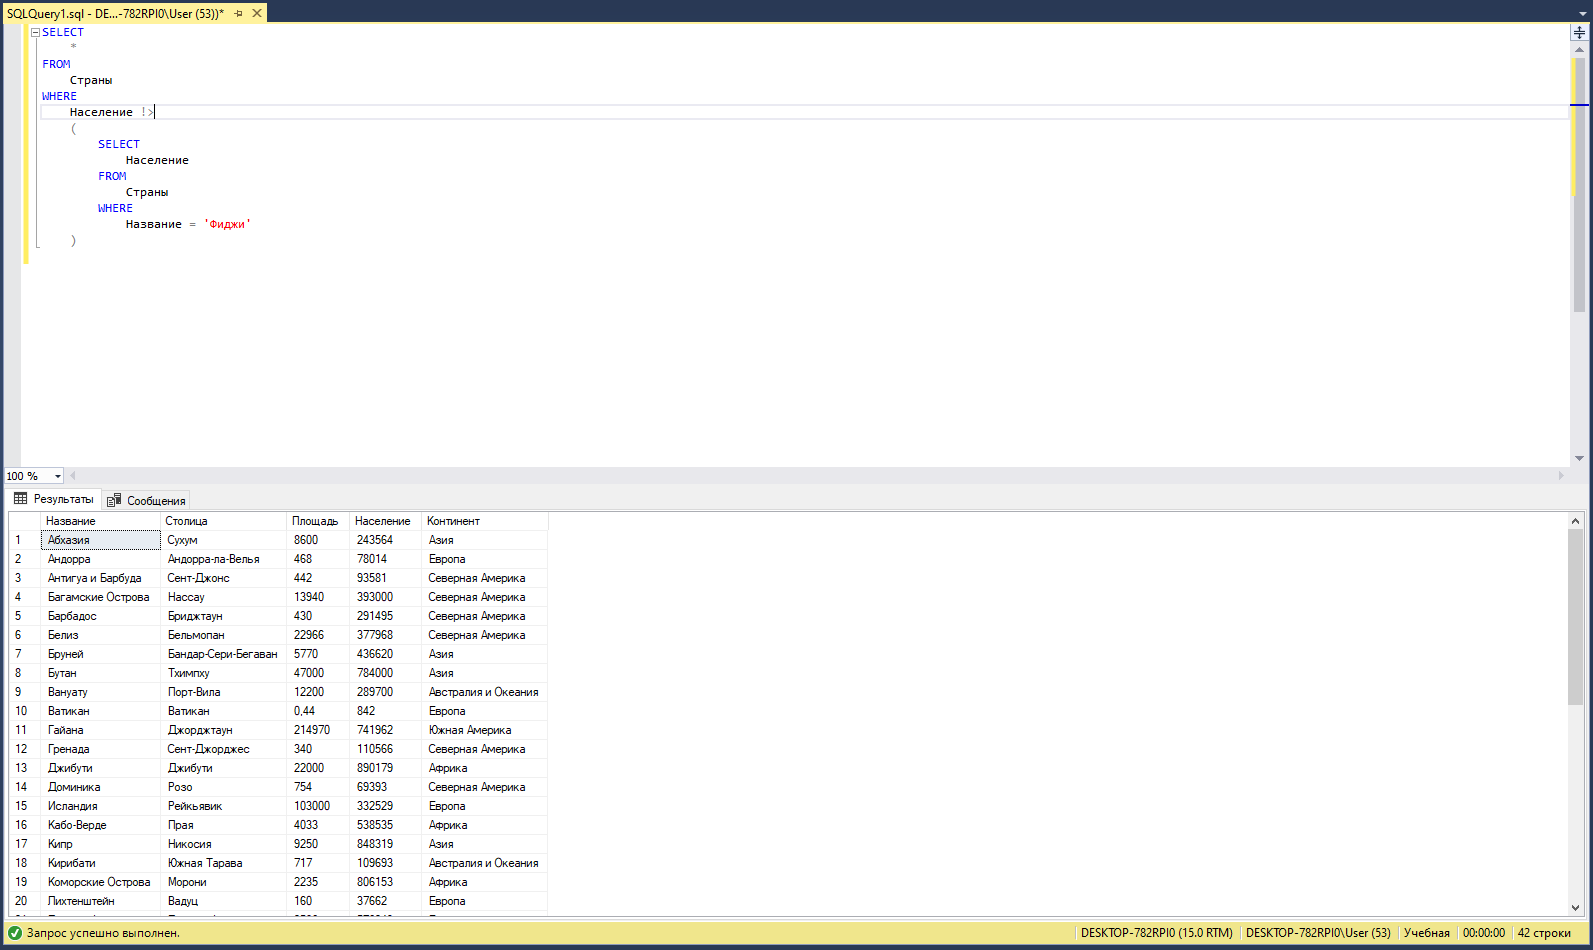 SQLQuery1.sql - DE...-782RPI0\User (53))*
SELECT
*
FROM
Страны
WHERE
Население !>
(
SELECT
Население
FROM
Страны
WHERE
Название = 'Фиджи'
)
100 %
Результаты Сообщения
Название Столица Площадь Население Континент
1 Абхазия Сухум 8600 243564 Азия
2 Андорра Андорра-ла-Велья 468 78014 Европа
3 Антигуа и Барбуда Сент-Джонс 442 93581 Северная Америка
4 Багамские Острова Нассау 13940 393000 Северная Америка
5 Барбадос Бриджтаун 430 291495 Северная Америка
6 Белиз Бельмопан 22966 377968 Северная Америка
7 Бруней Бандар-Сери-Бегаван 5770 436620 Азия
8 Бутан Тхимпху 47000 784000 Азия
9 Вануату Порт-Вила 12200 289700 Австралия и Океания
10 Ватикан Ватикан 0,44 842 Европа
11 Гайана Джорджтаун 214970 741962 Южная Америка
12 Гренада Сент-Джорджес 340 110566 Северная Америка
13 Джибути Джибути 22000 890179 Африка
14 Доминика Розо 754 69393 Северная Америка
15 Исландия Рейкьявик 103000 332529 Европа
16 Кабо-Верде Прая 4033 538535 Африка
17 Кипр Никосия 9250 848319 Азия
18 Кирибати Южная Тарава 717 109693 Австралия и Океания
19 Коморские Острова Морони 2235 806153 Африка
20 Лихтенштейн Вадуц 160 37662 Европа
Запрос успешно выполнен. DESKTOP-782RPI0 (15.0 RTM) DESKTOP-782RPI0\User (53) Учебная 00:00:00 42 строки